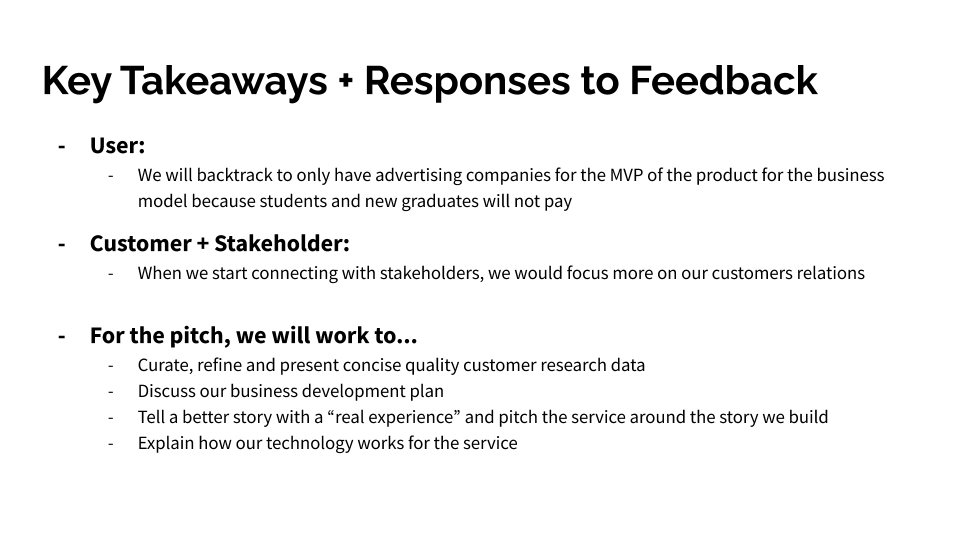 Key Takeaways + Responses to Feedback
- User:
- We will backtrack to only have advertising companies for the MVP of the product for the business
model because students and new graduates will not pay
- Customer + Stakeholder:
- When we start connecting with stakeholders, we would focus more on our customers relations
- For the pitch, we will work to...
- Curate, refine and present concise quality customer research data
- Discuss our business development plan
- Tell a better story with a “real experience” and pitch the service around the story we build
- Explain how our technology works for the service